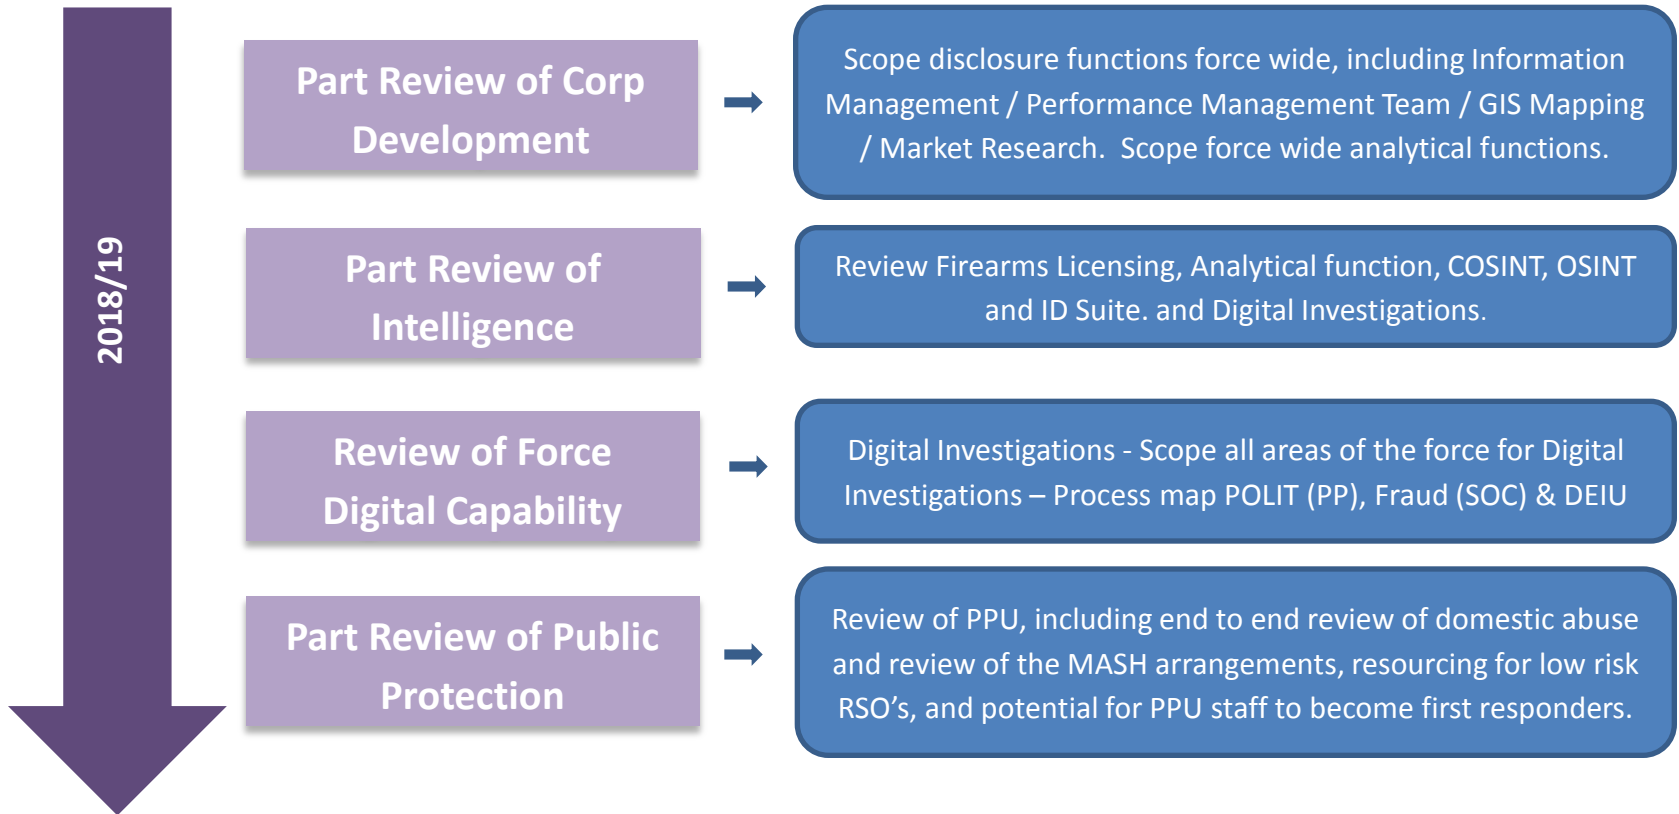 2018/19
Part Review of Corp
Development
Scope disclosure functions force wide, including Information
Management / Performance Management Team / GIS Mapping
/ Market Research.  Scope force wide analytical functions.
Part Review of
Intelligence
Review Firearms Licensing, Analytical function, COSINT, OSINT
and ID Suite. and Digital Investigations.
Review of Force
Digital Capability
Digital Investigations - Scope all areas of the force for Digital
Investigations – Process map POLIT (PP), Fraud (SOC) & DEIU
Part Review of Public
Protection
Review of PPU, including end to end review of domestic abuse
and review of the MASH arrangements, resourcing for low risk
RSO's, and potential for PPU staff to become first responders.